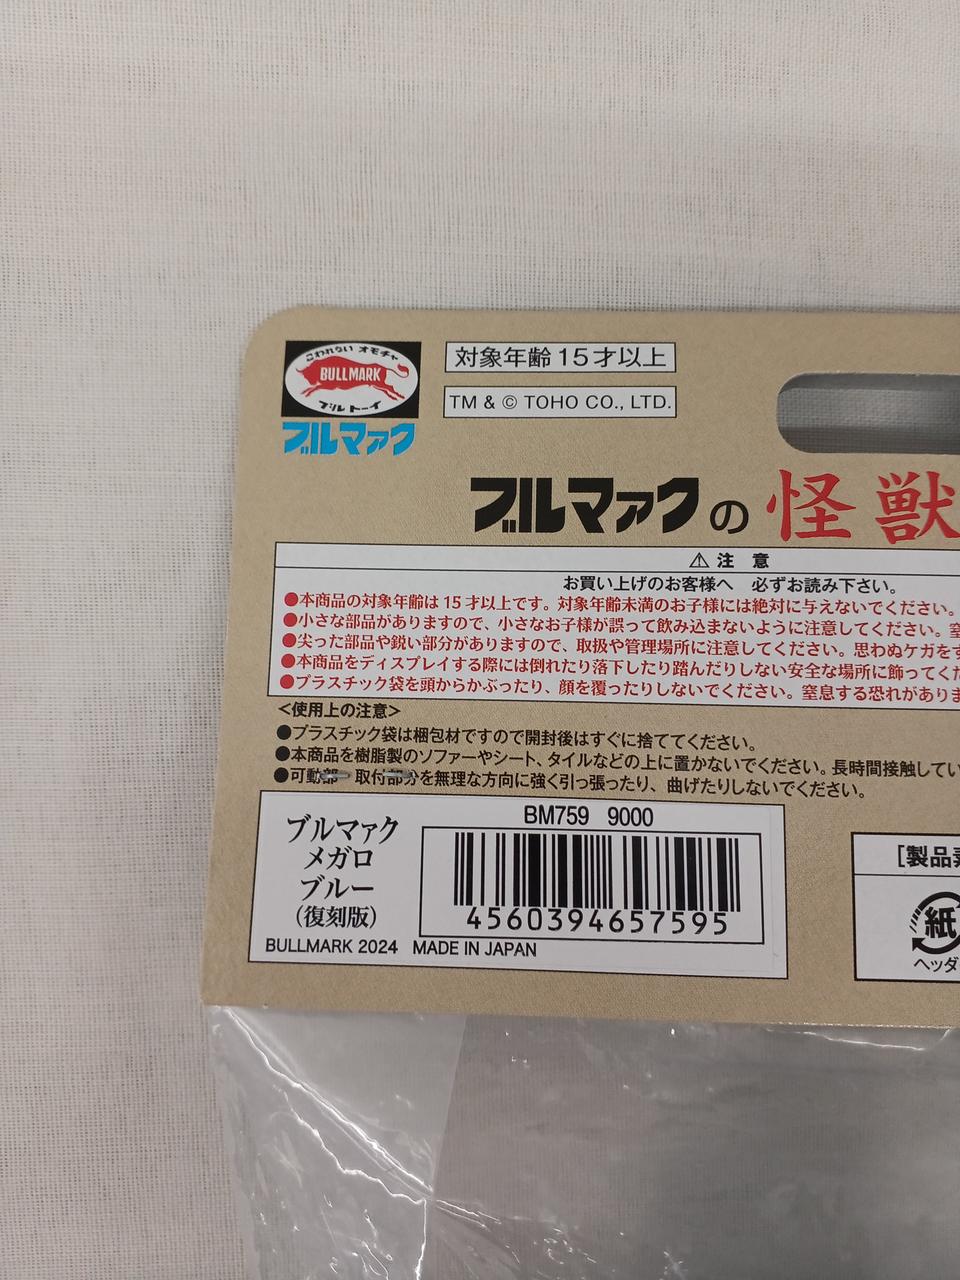 こわれない オモチャ
BULLMARK
ブルトーイ
ブルマァク
対象年齢15才以上
TM & © TOHO CO., LTD.
ブルマァクの怪獣
⚠注 意
お買い上げのお客様へ 必ずお読み下さい。
●本商品の対象年齢は15才以上です。対象年齢未満のお子様には絶対に与えないでください。
●小さな部品がありますので、小さなお子様が誤って飲み込まないように注意してください。窒
●尖った部品や鋭い部分がありますので、取扱や管理場所に注意してください。思わぬケガをす
●本商品をディスプレイする際には倒れたり落下したり踏んだりしない安全な場所に飾ってくだ
●プラスチック袋を頭からかぶったり、顔を覆ったりしないでください。窒息する恐れがありま
<使用上の注意>
●プラスチック袋は梱包材ですので開封後はすぐに捨ててください。
●本商品を樹脂製のソファーやシート、タイルなどの上に置かないでください。長時間接触してい
●可動部 取付部分を無理な方向に強く引っ張ったり、曲げたりしないでください。
ブルマァク
メガロ
ブルー
(復刻版)
BM759 9000
4560394657595
BULLMARK 2024 MADE IN JAPAN
[製品素
紙
ヘッダ